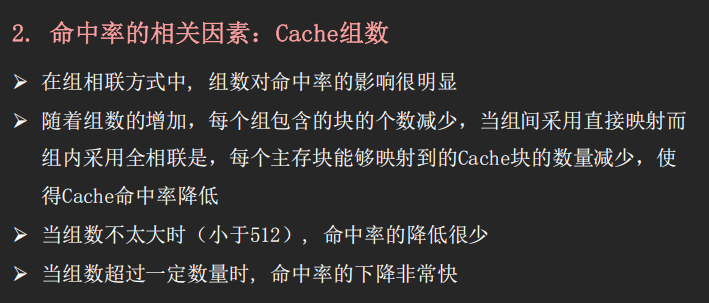 2. 命中率的相关因素：Cache组数
➢ 在组相联方式中，组数对命中率的影响很明显
➢ 随着组数的增加，每个组包含的块的个数减少，当组间采用直接映射而
组内采用全相联是，每个主存块能够映射到的Cache块的数量减少，使
得Cache命中率降低
➢ 当组数不太大时（小于512），命中率的降低很少
➢ 当组数超过一定数量时，命中率的下降非常快